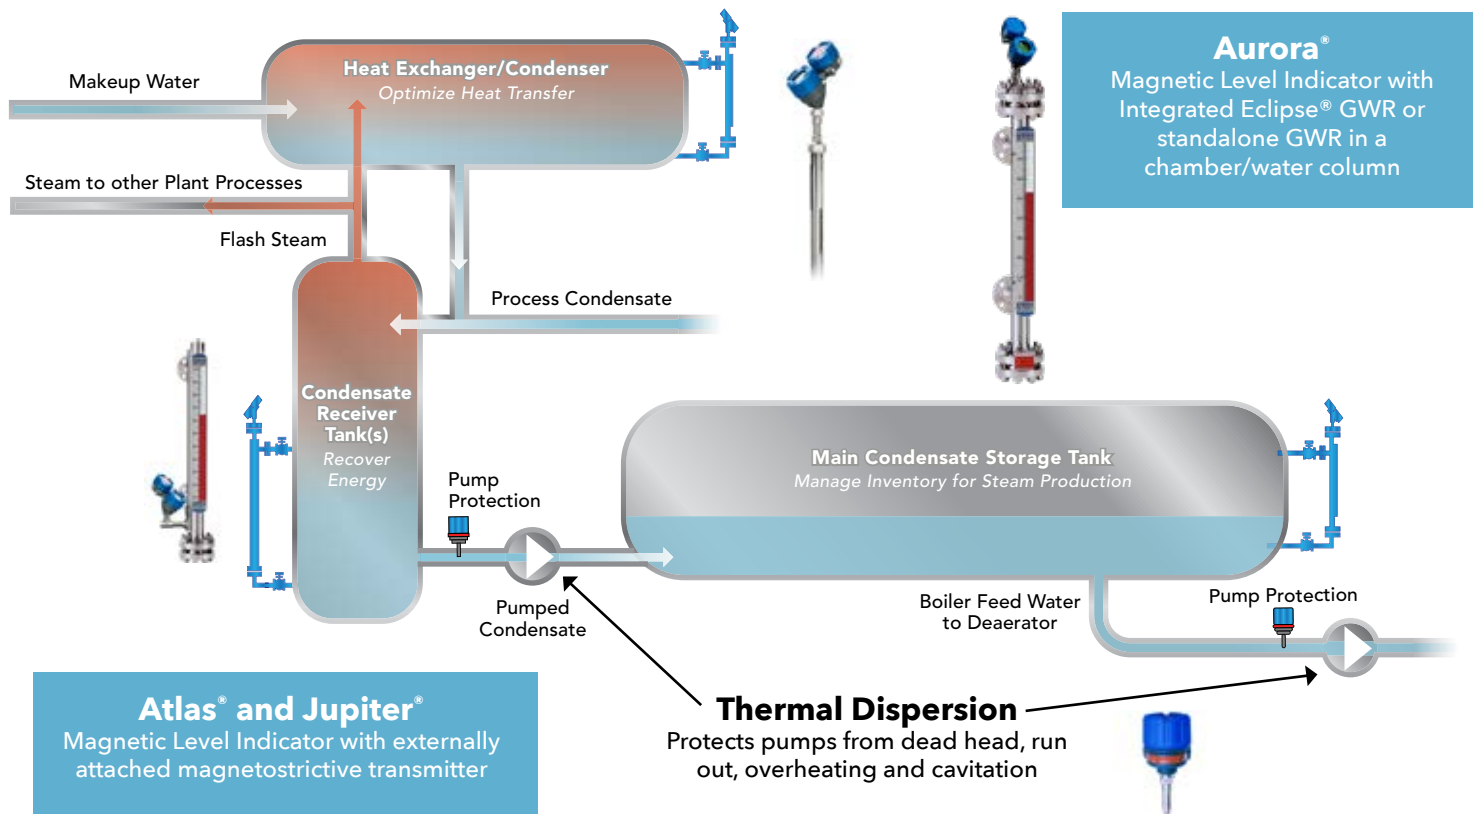 Makeup Water
Heat Exchanger/Condenser
Optimize Heat Transfer
Steam to other Plant Processes
Flash Steam
Process Condensate
Aurora®
Magnetic Level Indicator with
Integrated Eclipse® GWR or
standalone GWR in a
chamber/water column
Condensate
Receiver
Tank(s)
Recover
Energy
Pump
Protection
Pumped
Condensate
Main Condensate Storage Tank
Manage Inventory for Steam Production
Boiler Feed Water
to Deaerator
Pump Protection
Atlas® and Jupiter®
Magnetic Level Indicator with externally
attached magnetostrictive transmitter
Thermal Dispersion
Protects pumps from dead head, run
out, overheating and cavitation